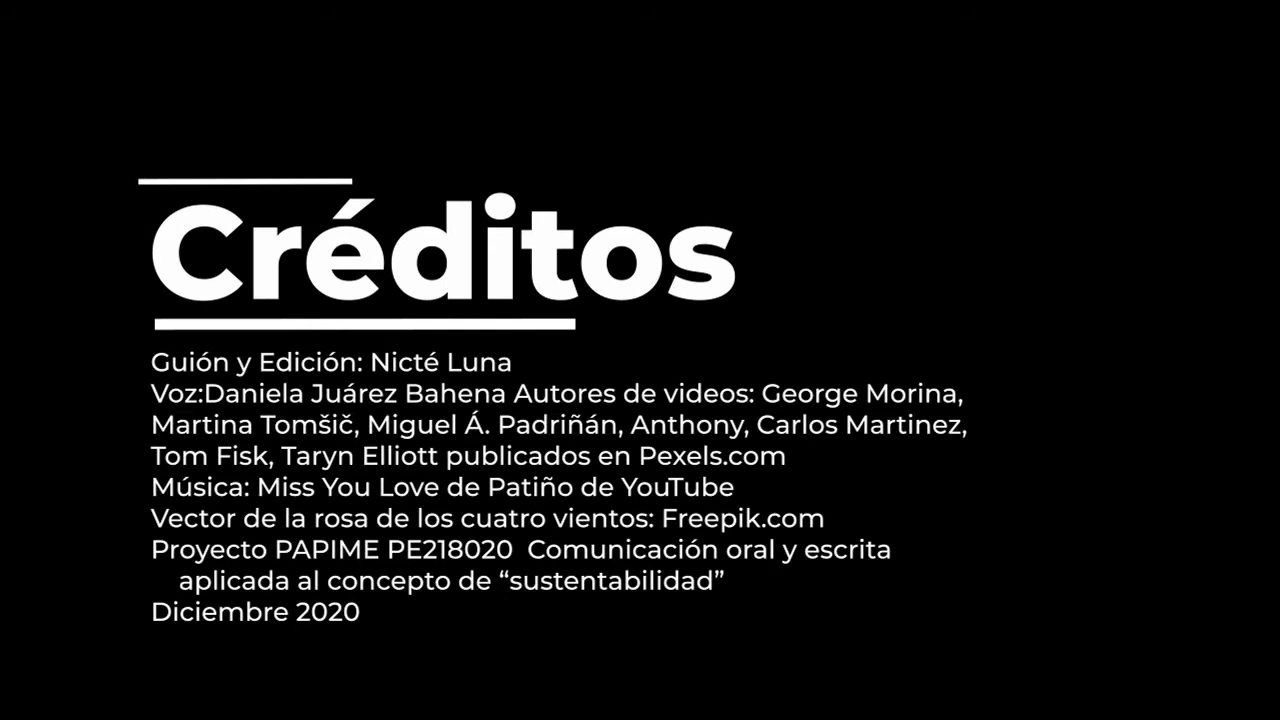 Créditos
Guión y Edición: Nicté Luna
Voz:Daniela Juárez Bahena Autores de videos: George Morina,
Martina Tomšič, Miguel Á. Padriñán, Anthony, Carlos Martinez,
Tom Fisk, Taryn Elliott publicados en Pexels.com
Música: Miss You Love de Patiño de YouTube
Vector de la rosa de los cuatro vientos: Freepik.com
Proyecto PAPIME PE218020  Comunicación oral y escrita
aplicada al concepto de “sustentabilidad”
Diciembre 2020